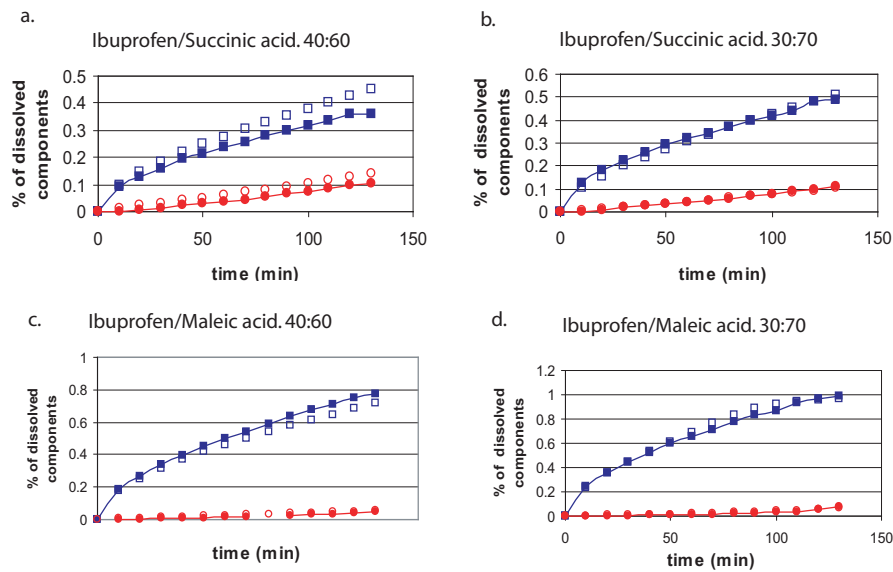 a.
Ibuprofen/Succinic acid. 40:60
% of dissolved
components
0.5
0.4
0.3
0.2
0.1
0
0 50 100 150
time (min)
b.
Ibuprofen/Succinic acid. 30:70
% of dissolved
components
0.6
0.5
0.4
0.3
0.2
0.1
0
0 50 100 150
time (min)
c.
Ibuprofen/Maleic acid. 40:60
% of dissolved
components
1
0.8
0.6
0.4
0.2
0
time (min)
d.
Ibuprofen/Maleic acid. 30:70
% of dissolved
components
1.2
1
0.8
0.6
0.4
0.2
0
0 50 100 150
time (min)